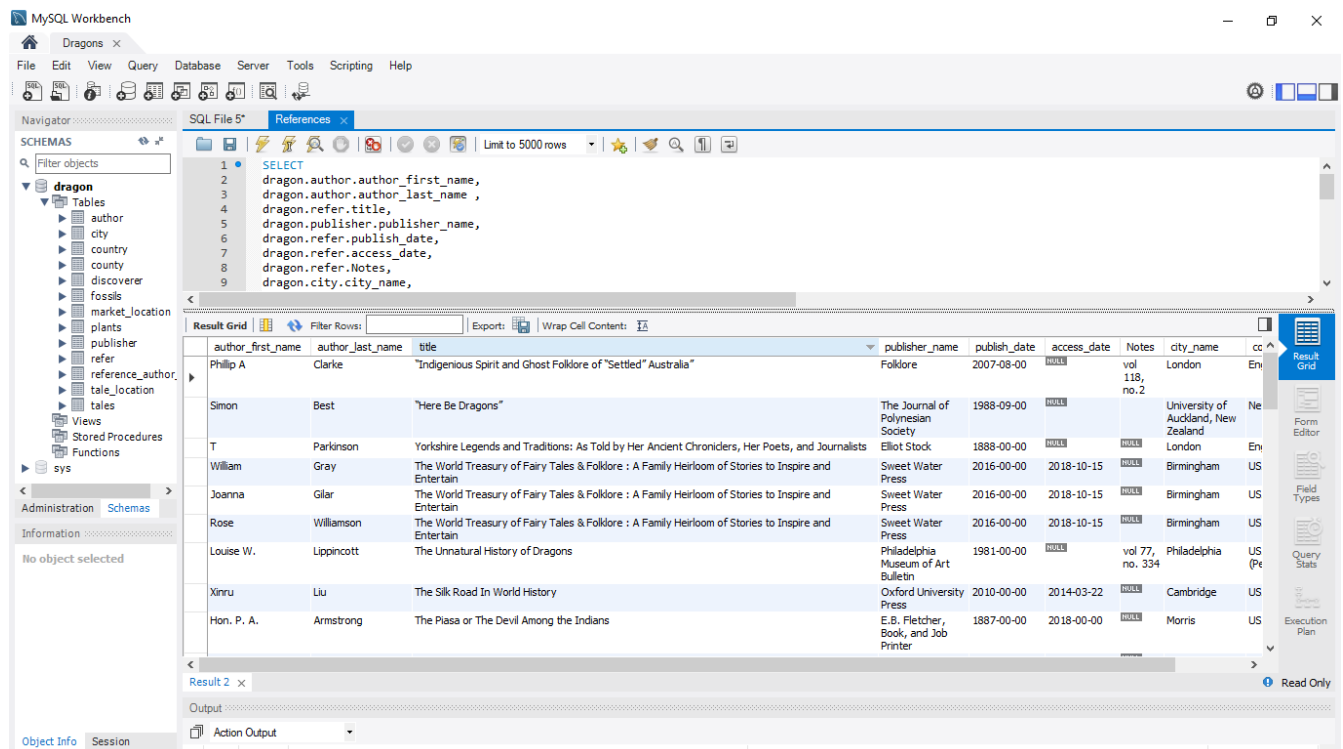 MySQL Workbench
Dragons
File Edit View Query Database Server Tools Scripting Help
Navigator
SCHEMAS
Filter objects
dragon
Tables
author
city
country
county
discoverer
fossils
market_location
plants
publisher
refer
reference_author
tale_location
tales
Views
Stored Procedures
Functions
sys
Administration Schemas
Information
No object selected
Object Info Session
SQL File 5* References
Limit to 5000 rows
1 SELECT
2 dragon.author.author_first_name,
3 dragon.author.author_last_name ,
4 dragon.refer.title,
5 dragon.publisher.publisher_name,
6 dragon.refer.publish_date,
7 dragon.refer.access_date,
8 dragon.refer.Notes,
9 dragon.city.city_name,
Result Grid Filter Rows: Export: Wrap Cell Content:
author_first_name author_last_name title publisher_name publish_date access_date Notes city_name
Phillip A Clarke "Indigenious Spirit and Ghost Folklore of "Settled" Australia" Folklore 2007-08-00 NULL vol London
118,
no.2
Simon Best "Here Be Dragons" The Journal of 1988-09-00 NULL University of
Polynesian Auckland, New
Society Zealand
T Parkinson Yorkshire Legends and Traditions: As Told by Her Ancient Chroniclers, Her Poets, and Journalists Elliot Stock 1888-00-00 NULL NULL London
William Gray The World Treasury of Fairy Tales & Folklore : A Family Heirloom of Stories to Inspire and Sweet Water 2016-00-00 2018-10-15 NULL Birmingham US
Entertain Press
Joanna Gilar The World Treasury of Fairy Tales & Folklore : A Family Heirloom of Stories to Inspire and Sweet Water 2016-00-00 2018-10-15 NULL Birmingham US
Entertain Press
Rose Williamson The World Treasury of Fairy Tales & Folklore : A Family Heirloom of Stories to Inspire and Sweet Water 2016-00-00 2018-10-15 NULL Birmingham US
Entertain Press
Louise W. Lippincott The Unnatural History of Dragons Philadelphia 1981-00-00 NULL vol 77, Philadelphia US
Museum of Art no. 334 (Pe
Bulletin
Xinru Liu The Silk Road In World History Oxford University 2010-00-00 2014-03-22 NULL Cambridge US
Press
Hon. P. A. Armstrong The Piasa or The Devil Among the Indians E.B. Fletcher, 1887-00-00 2018-00-00 NULL Morris US
Book, and Job
Printer
Result
Grid
Form
Editor
Field
Types
Query
Stats
Execution
Plan
Result 2 Read Only
Output
Action Output